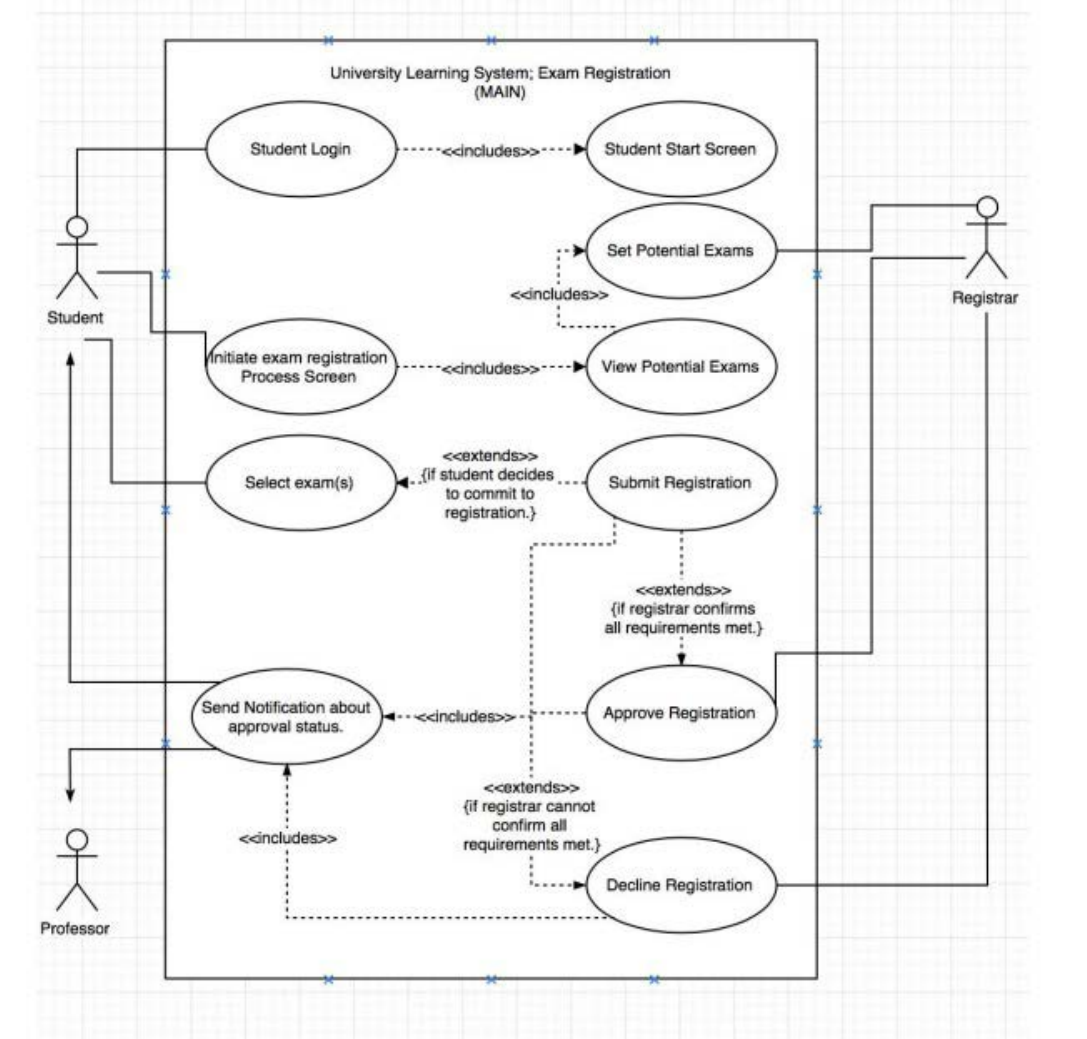 University Learning System; Exam Registration
(MAIN)
Student Login
<<includes>>
Student Start Screen
Set Potential Exams
<<includes>>
Registrar
Student
Initiate exam registration
Process Screen
<<includes>>
View Potential Exams
Select exam(s)
<<extends>>
{if student decides
to commit to
registration.}
Submit Registration
<<extends>>
{if registrar confirms
all requirements met.}
Send Notification about
approval status.
<<includes>>
Approve Registration
<<extends>>
{if registrar cannot
confirm all
requirements met.}
<<includes>>
Decline Registration
Professor